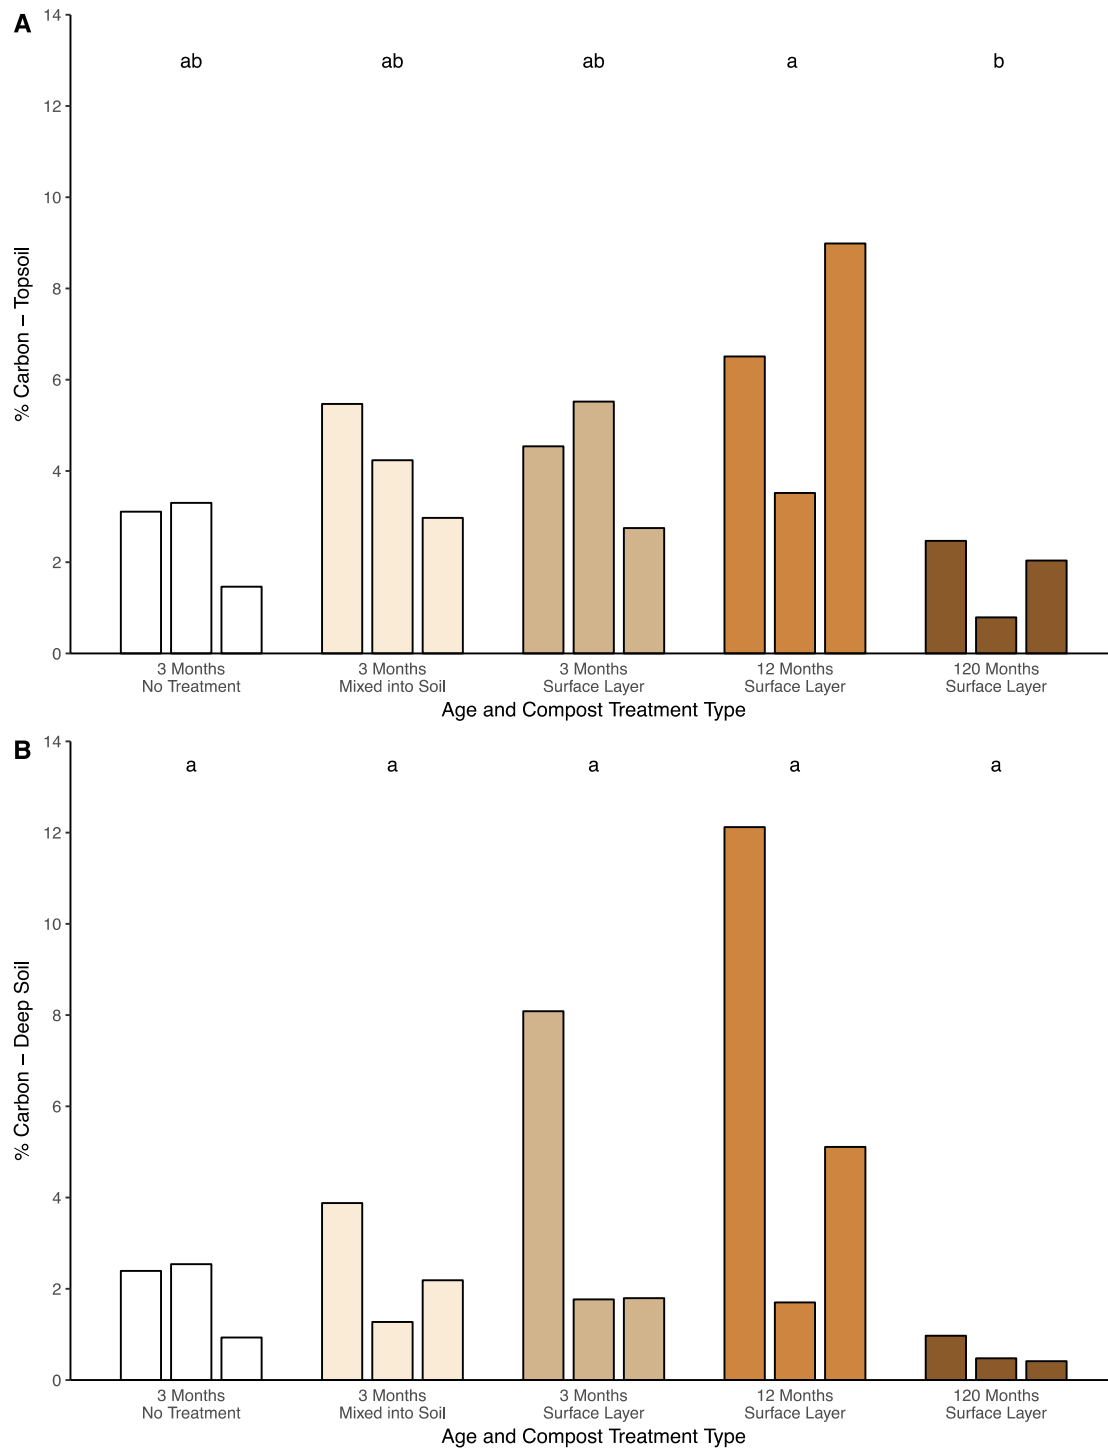 A
14
12
10
8
6
4
2
0
% Carbon – Topsoil
ab
ab
ab
a
b
3 Months
No Treatment
3 Months
Mixed into Soil
3 Months
Surface Layer
12 Months
Surface Layer
120 Months
Surface Layer
Age and Compost Treatment Type
B
14
12
10
8
6
4
2
0
% Carbon – Deep Soil
a
a
a
a
a
3 Months
No Treatment
3 Months
Mixed into Soil
3 Months
Surface Layer
12 Months
Surface Layer
120 Months
Surface Layer
Age and Compost Treatment Type